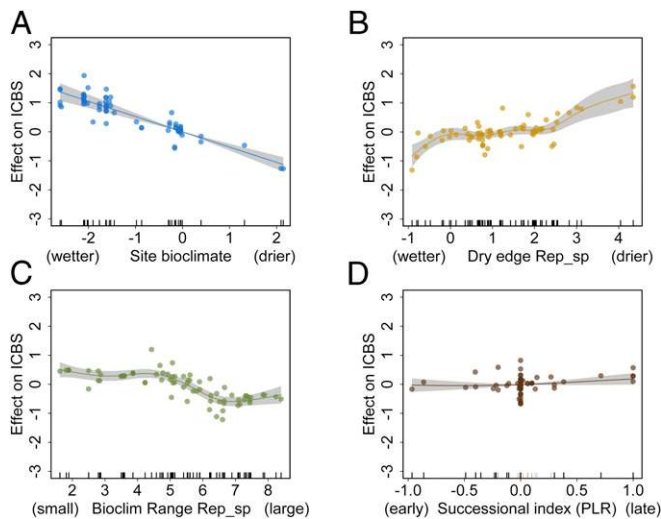 A
Effect on ICBS
3
2
1
0
-1
-2
-3
-2 -1 0 1 2
(wetter) Site bioclimate (drier)
B
Effect on ICBS
3
2
1
0
-1
-2
-3
-1 0 1 2 3 4
(wetter) Dry edge Rep_sp (drier)
C
Effect on ICBS
3
2
1
0
-1
-2
-3
2 3 4 5 6 7 8
(small) Bioclim Range Rep_sp (large)
D
Effect on ICBS
3
2
1
0
-1
-2
-3
-1.0 -0.5 0.0 0.5 1.0
(early) Successional index (PLR) (late)